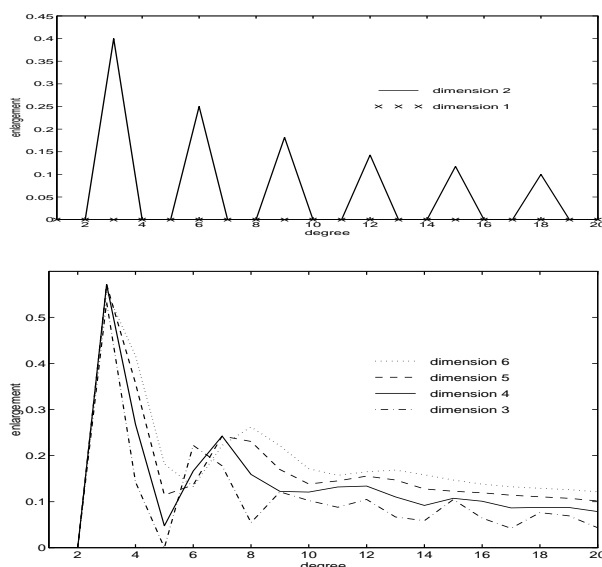 0.45
0.4
0.35
0.3
0.25
0.2
0.15
0.1
0.05
0
enlargement
dimension 2
dimension 1
2 4 6 8 10 12 14 16 18 20
degree
0.5
0.4
0.3
0.2
0.1
0
enlargement
dimension 6
dimension 5
dimension 4
dimension 3
2 4 6 8 10 12 14 16 18 20
degree